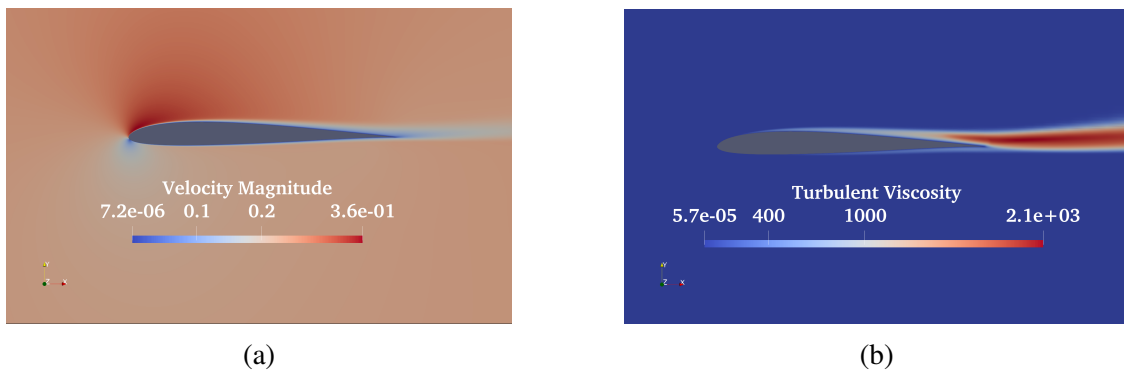 Velocity Magnitude
7.2e-06 0.1 0.2 3.6e-01
Y
Z X
(a)
Turbulent Viscosity
5.7e-05 400 1000 2.1e+03
Y
Z X
(b)